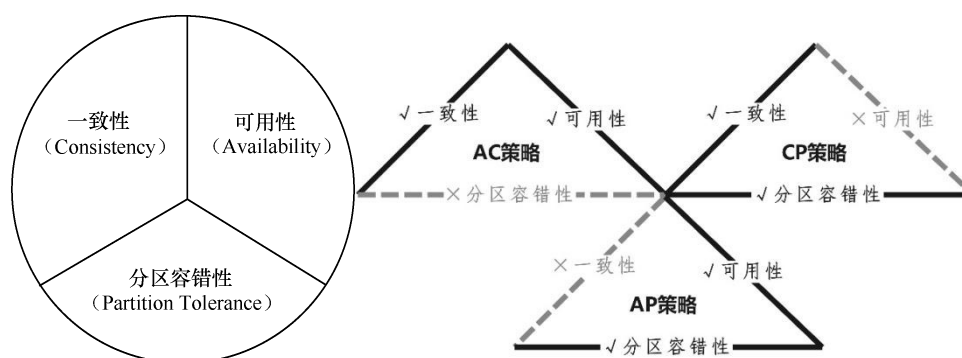 一致性
（Consistency）
可用性
（Availability）
分区容错性
（Partition Tolerance）
√一致性
√可用性
AC策略
×分区容错性
√一致性
×可用性
CP策略
√分区容错性
×一致性
√可用性
AP策略
√分区容错性